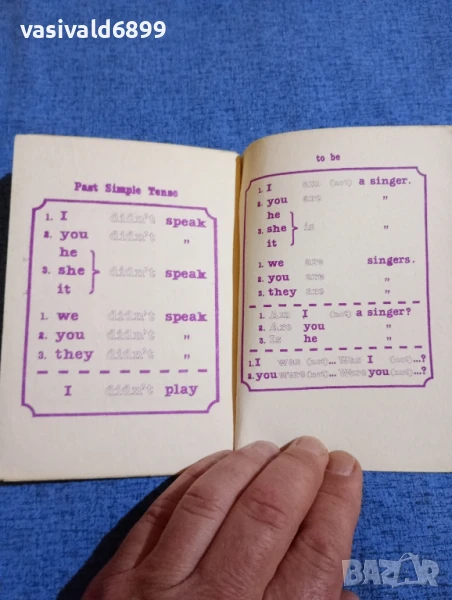 vasivald6899
Past Simple Tense
1. I didn't speak
2. you didn't "
he
3. she } didn't speak
it
1. we didn't speak
2. you didn't "
3. they didn't "
I didn't play
to be
1. I am (not) a singer.
2. you are "
he
3. she } is "
it
1. we are singers.
2. you are "
3. they are "
1. Am I (not) a singer?
2. Are you "
3. Is he "
1. I was (not)... Was I (not)...?
2. you were (not)... Were you (not)...?
BAZAR